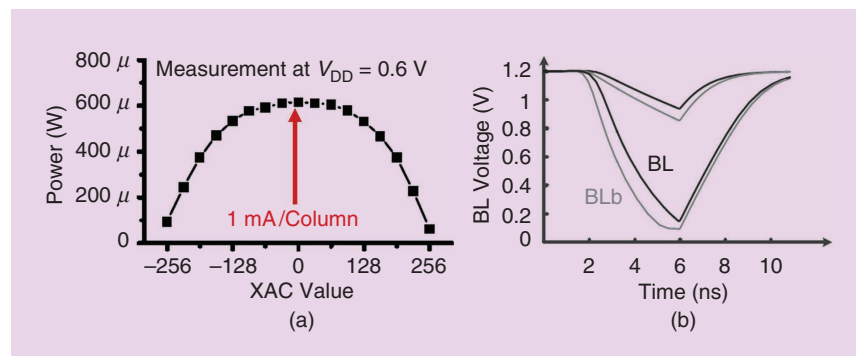 800 μ
600 μ
400 μ
200 μ
0
Power (W)
Measurement at VDD = 0.6 V
1 mA/Column
–256 –128 0 128 256
XAC Value
(a)
1.2
1
0.8
0.6
0.4
0.2
0
BL Voltage (V)
BL
BLb
2 4 6 8 10
Time (ns)
(b)